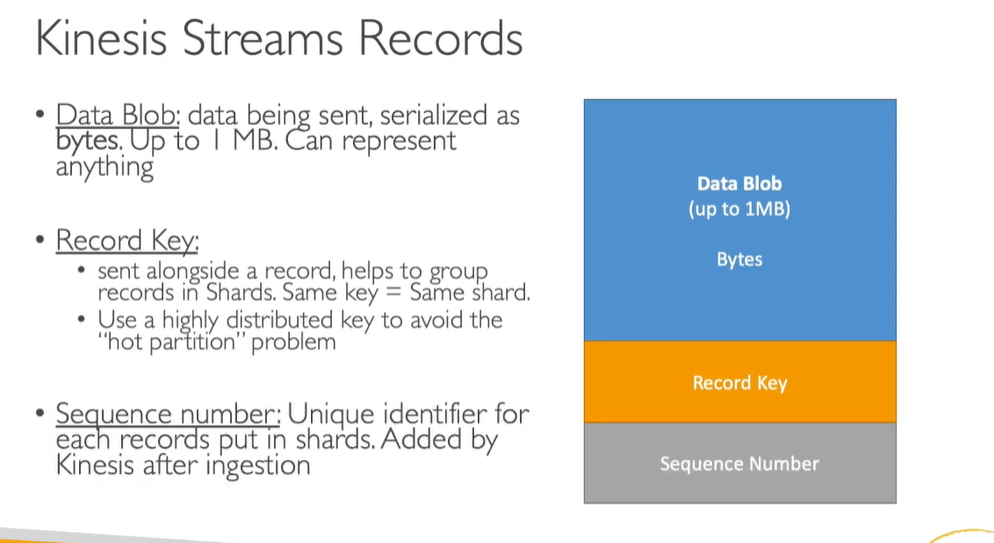 Kinesis Streams Records
• Data Blob: data being sent, serialized as
bytes. Up to 1 MB. Can represent
anything
• Record Key:
• sent alongside a record, helps to group
records in Shards. Same key = Same shard.
• Use a highly distributed key to avoid the
“hot partition” problem
• Sequence number: Unique identifier for
each records put in shards. Added by
Kinesis after ingestion
Data Blob
(up to 1MB)
Bytes
Record Key
Sequence Number